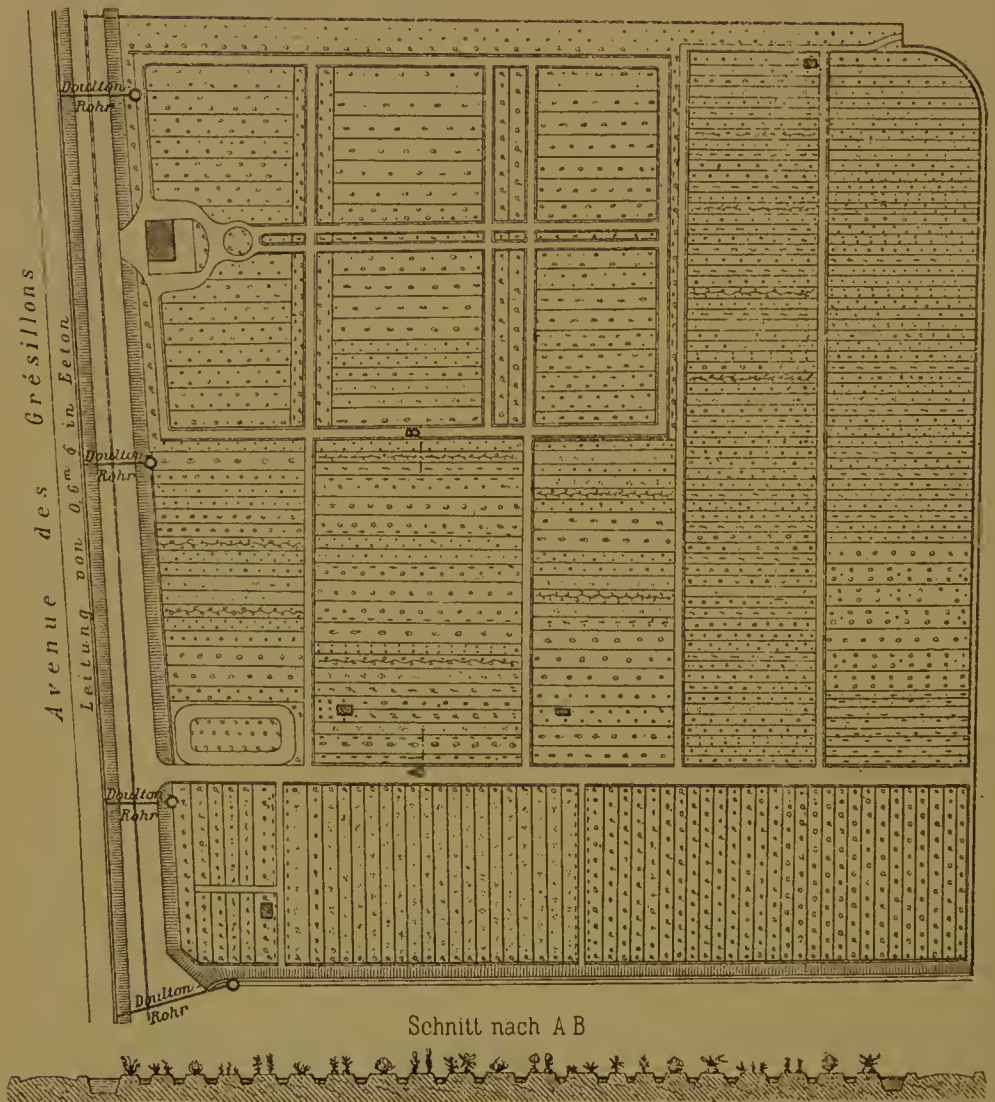 Doulton
Rohr
Avenue des Grésillons
Leitung von 0,6m ϕ in Beton
B
Doulton
Rohr
A
Doulton
Rohr
Doulton
Rohr
Schnitt nach A B